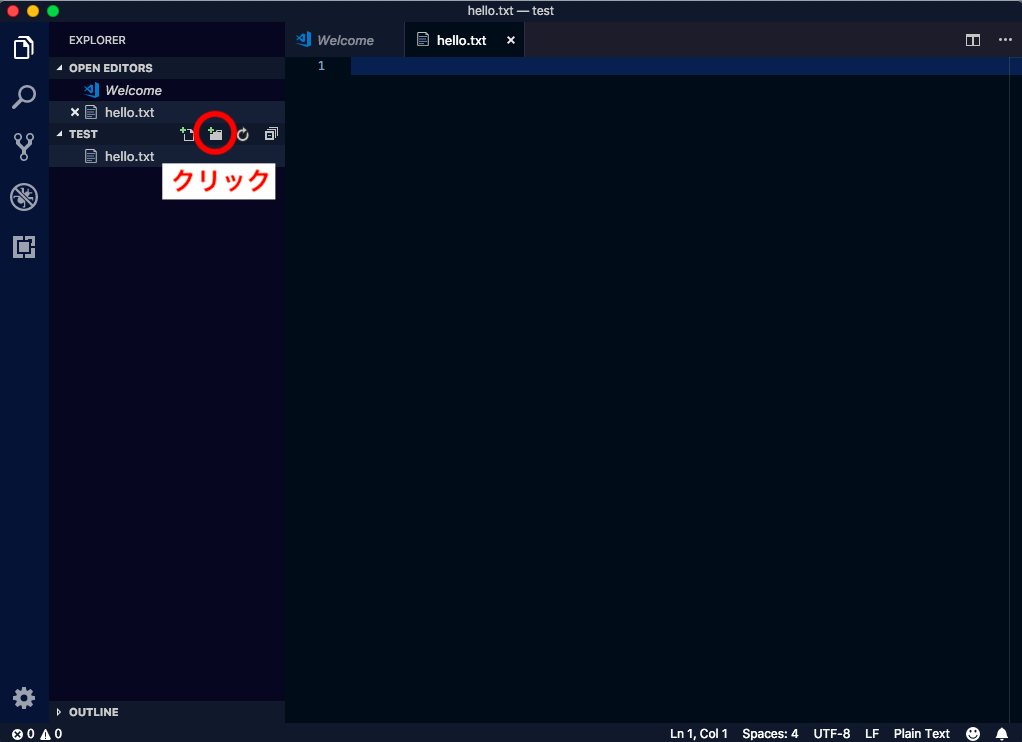 hello.txt — test
EXPLORER
OPEN EDITORS
Welcome
hello.txt
TEST
hello.txt
クリック
Welcome
hello.txt
1
OUTLINE
0 0
Ln 1, Col 1 Spaces: 4 UTF-8 LF Plain Text